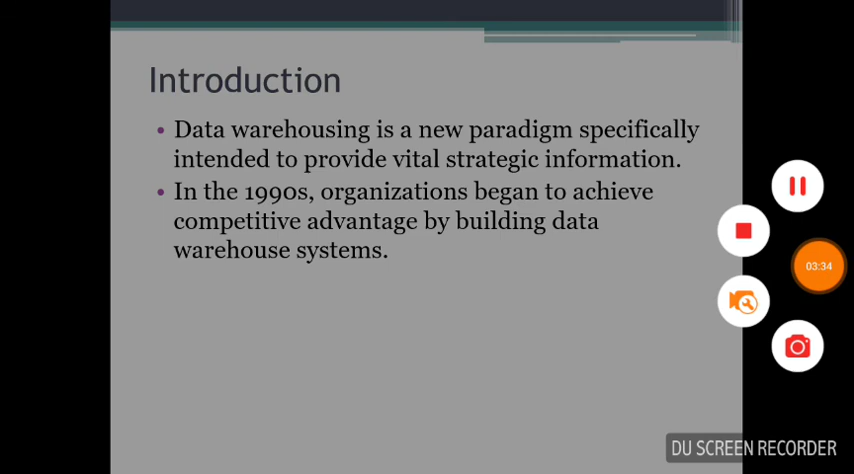 Introduction
• Data warehousing is a new paradigm specifically
intended to provide vital strategic information.
• In the 1990s, organizations began to achieve
competitive advantage by building data
warehouse systems.
03:34
DU SCREEN RECORDER